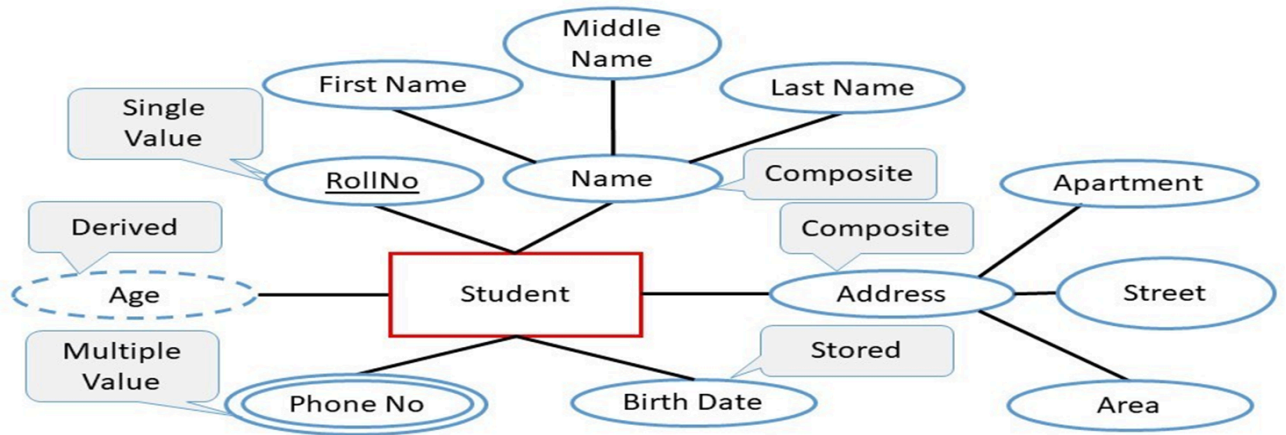 Middle
Name
First Name
Last Name
Single
Value
RollNo
Name
Composite
Apartment
Derived
Composite
Age
Student
Address
Street
Multiple
Value
Stored
Phone No
Birth Date
Area